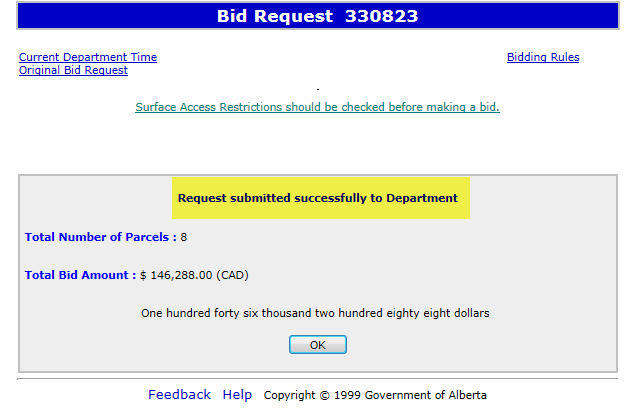 Bid Request 330823
Current Department Time
Bidding Rules
Original Bid Request
.
Surface Access Restrictions should be checked before making a bid.
Request submitted successfully to Department
Total Number of Parcels : 8
Total Bid Amount : $ 146,288.00 (CAD)
One hundred forty six thousand two hundred eighty eight dollars
OK
Feedback Help Copyright © 1999 Government of Alberta